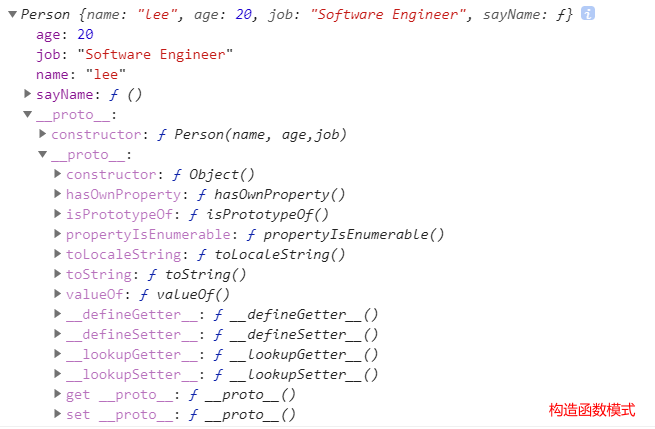 Person {name: "lee", age: 20, job: "Software Engineer", sayName: ƒ} i
age: 20
job: "Software Engineer"
name: "lee"
sayName: ƒ ()
__proto__:
constructor: ƒ Person(name, age,job)
__proto__:
constructor: ƒ Object()
hasOwnProperty: ƒ hasOwnProperty()
isPrototypeOf: ƒ isPrototypeOf()
propertyIsEnumerable: ƒ propertyIsEnumerable()
toLocaleString: ƒ toLocaleString()
toString: ƒ toString()
valueOf: ƒ valueOf()
__defineGetter__: ƒ __defineGetter__()
__defineSetter__: ƒ __defineSetter__()
__lookupGetter__: ƒ __lookupGetter__()
__lookupSetter__: ƒ __lookupSetter__()
get __proto__: ƒ __proto__()
set __proto__: ƒ __proto__()
构造函数模式